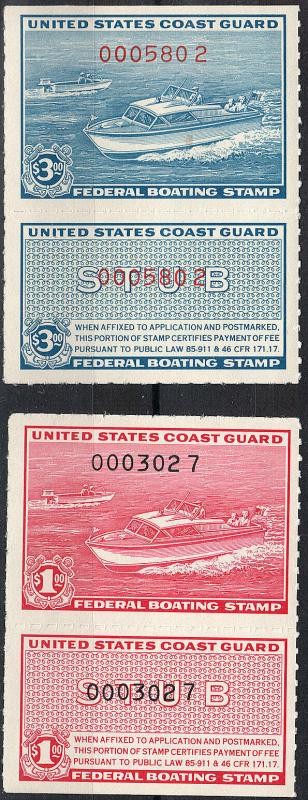 UNITED STATES COAST GUARD
0005802
$3.00
FEDERAL BOATING STAMP
UNITED STATES COAST GUARD
STUB
0005802
$3.00
WHEN AFFIXED TO APPLICATION AND POSTMARKED,
THIS PORTION OF STAMP CERTIFIES PAYMENT OF FEE
PURSUANT TO PUBLIC LAW 85-911 & 46 CFR 171.17.
FEDERAL BOATING STAMP
UNITED STATES COAST GUARD
0003027
$1.00
FEDERAL BOATING STAMP
UNITED STATES COAST GUARD
STUB
0003027
$1.00
WHEN AFFIXED TO APPLICATION AND POSTMARKED,
THIS PORTION OF STAMP CERTIFIES PAYMENT OF FEE
PURSUANT TO PUBLIC LAW 85-911 & 46 CFR 171.17.
FEDERAL BOATING STAMP